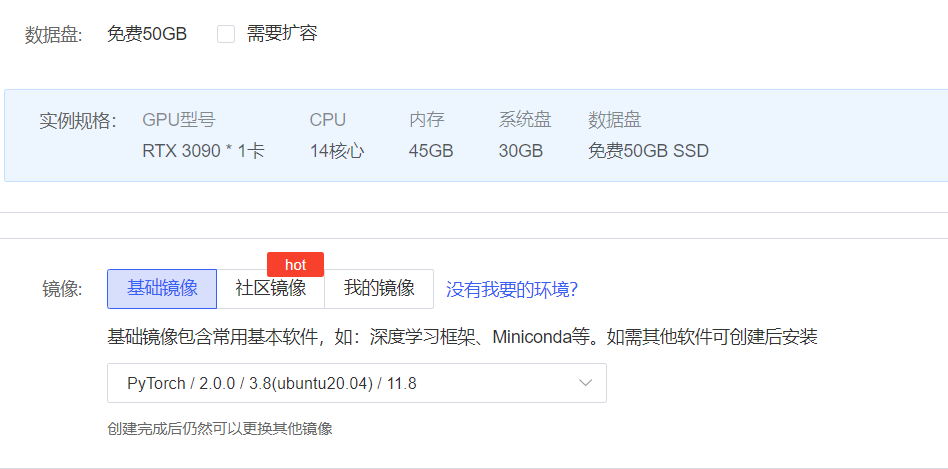 数据盘: 免费50GB 需要扩容
实例规格: GPU型号 CPU 内存 系统盘 数据盘
RTX 3090 * 1卡 14核心 45GB 30GB 免费50GB SSD
hot
镜像: 基础镜像 社区镜像 我的镜像 没有我要的环境?
基础镜像包含常用基本软件，如：深度学习框架、Miniconda等。如需其他软件可创建后安装
PyTorch / 2.0.0 / 3.8(ubuntu20.04) / 11.8
创建完成后仍然可以更换其他镜像